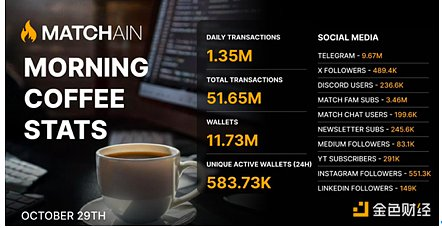 MATCHAIN
MORNING
COFFEE
STATS
OCTOBER 29TH
DAILY TRANSACTIONS
1.35M
TOTAL TRANSACTIONS
51.65M
WALLETS
11.73M
UNIQUE ACTIVE WALLETS (24H)
583.73K
SOCIAL MEDIA
TELEGRAM - 9.67M
X FOLLOWERS - 489.4K
DISCORD USERS - 236.6K
MATCH FAM SUBS - 3.46M
MATCH CHAT USERS - 199.6K
NEWSLETTER SUBS - 245.6K
MEDIUM FOLLOWERS - 83.1K
YT SUBSCRIBERS - 291K
INSTAGRAM FOLLOWERS - 551.3K
LINKEDIN FOLLOWERS - 149K
金色财经